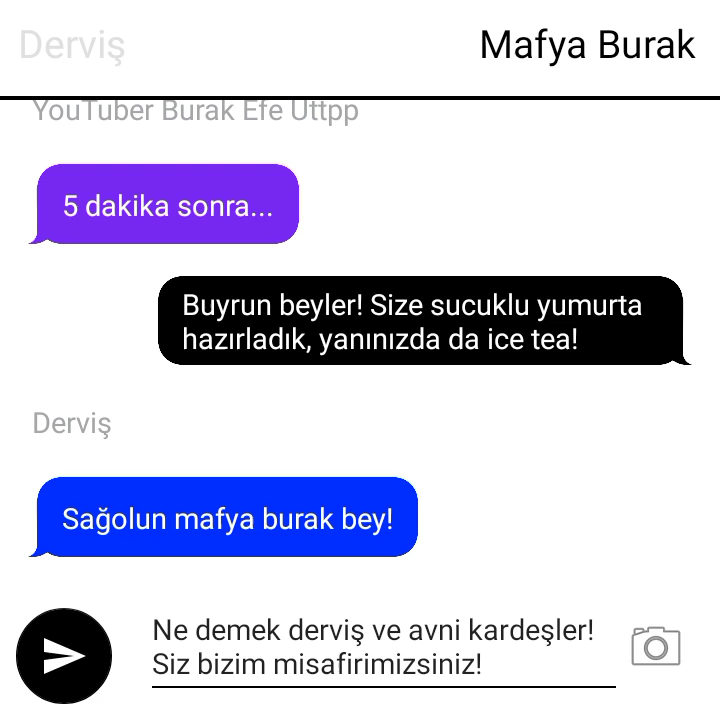 Derviş
Mafya Burak
YouTuber Burak Efe Uttpp
5 dakika sonra...
Buyrun beyler! Size sucuklu yumurta
hazırladık, yanınızda da ice tea!
Derviş
Sağolun mafya burak bey!
Ne demek derviş ve avni kardeşler!
Siz bizim misafirimizsiniz!